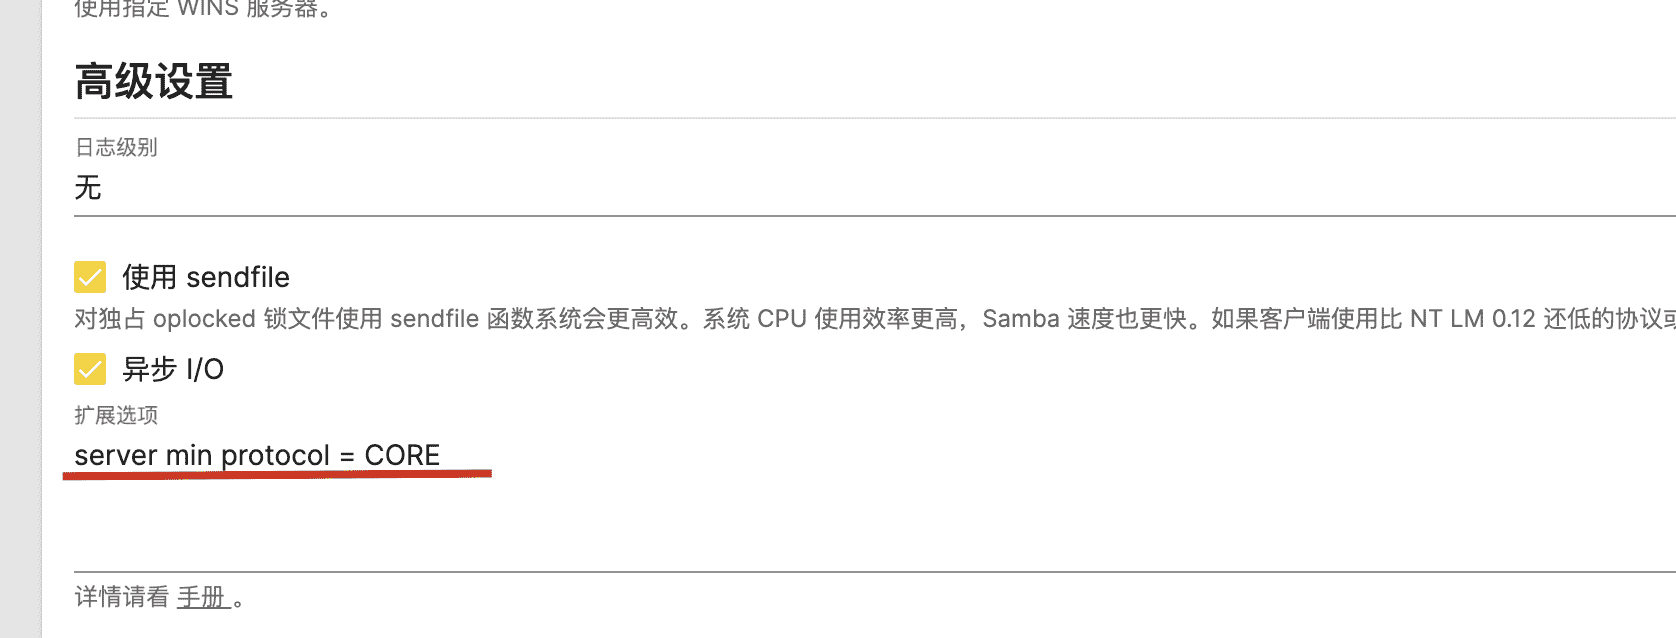 使用指定 WINS 服务器。
高级设置
日志级别
无
使用 sendfile
对独占 oplocked 锁文件使用 sendfile 函数系统会更高效。系统 CPU 使用效率更高，Samba 速度也更快。如果客户端使用比 NT LM 0.12 还低的协议或
异步 I/O
扩展选项
server min protocol = CORE
详情请看 手册 。